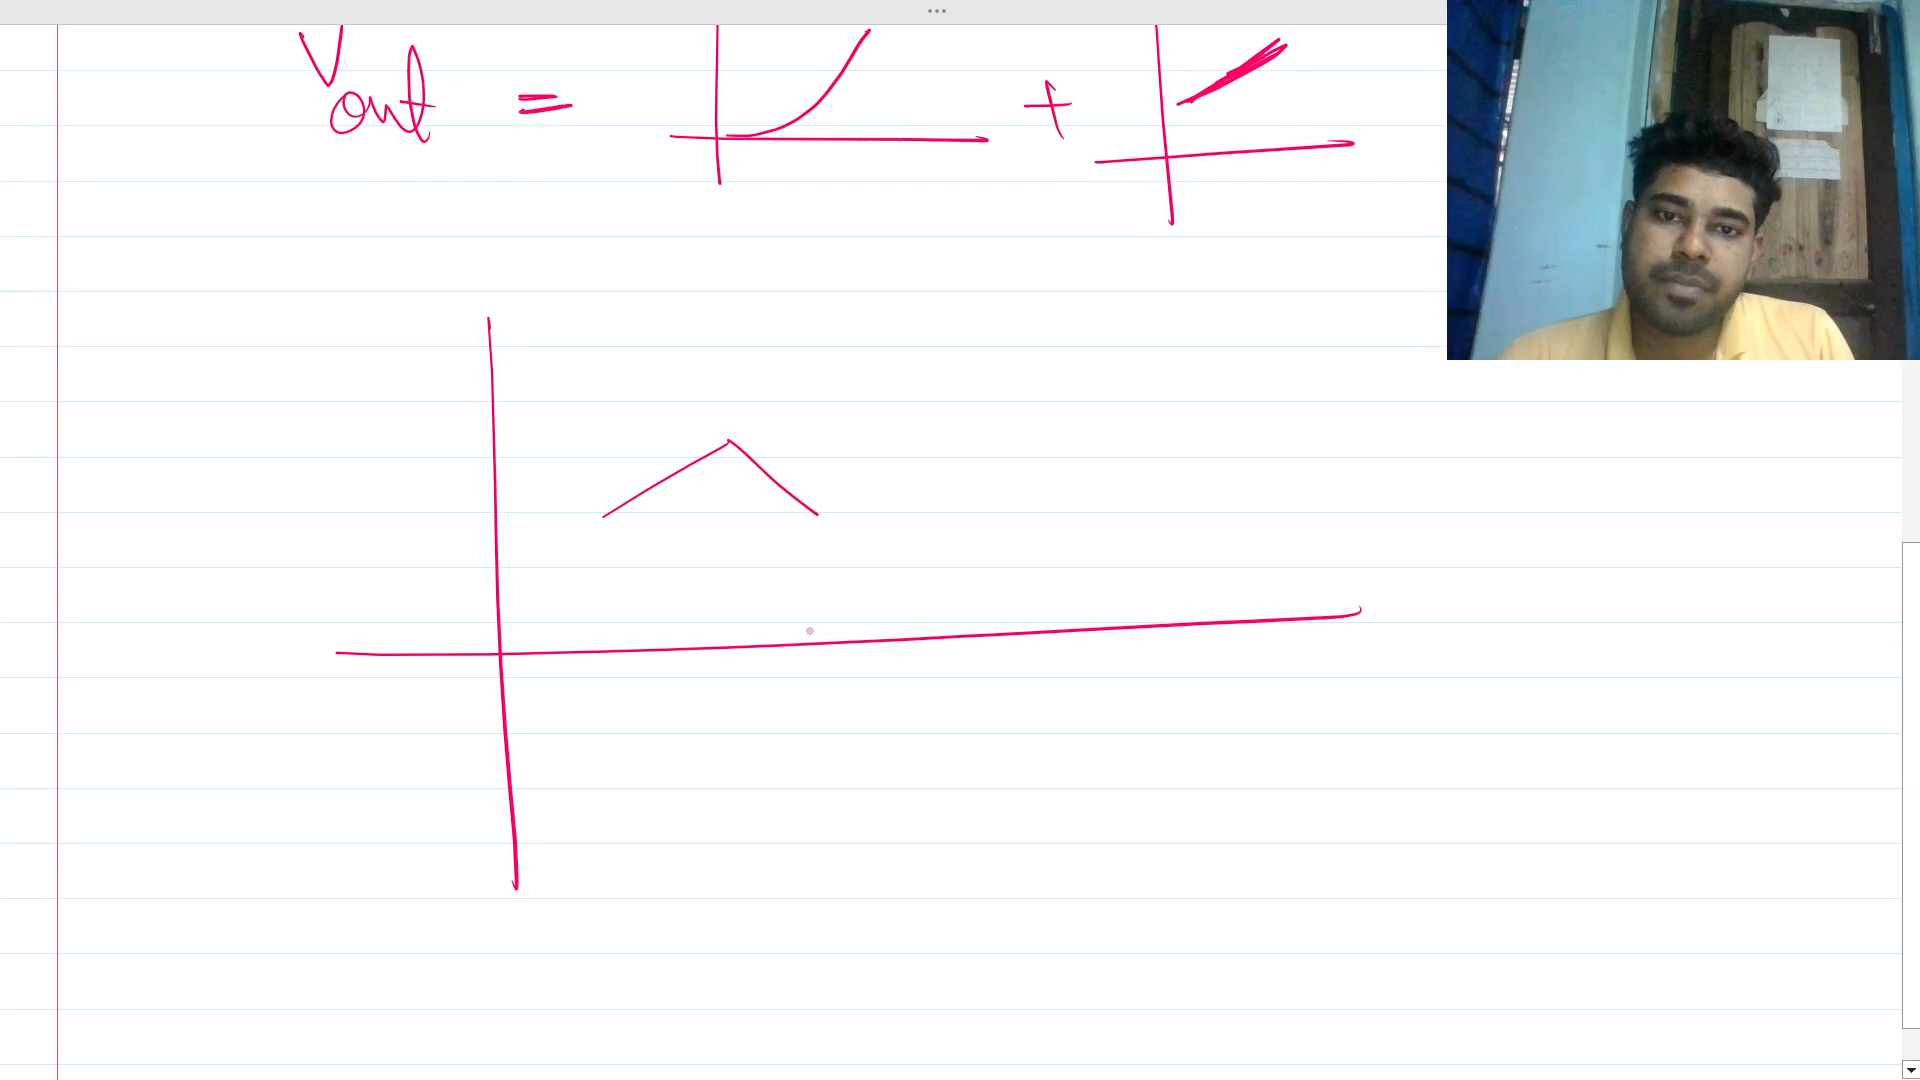 Vout = +